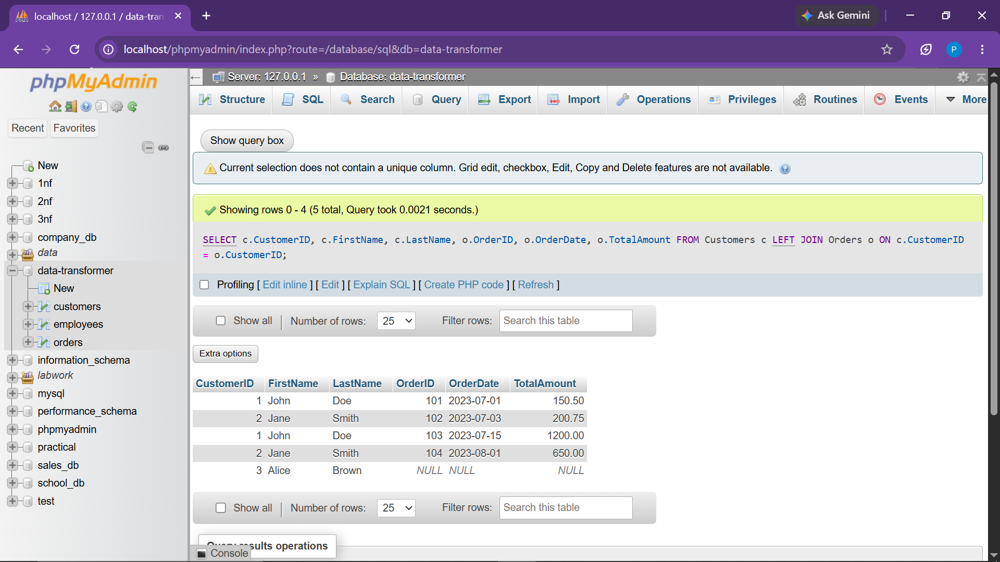 localhost / 127.0.0.1 / data-tran
Ask Gemini
localhost/phpmyadmin/index.php?route=/database/sql&db=data-transformer
P
phpMyAdmin
Recent Favorites
New
1nf
2nf
3nf
company_db
data
data-transformer
New
customers
employees
orders
information_schema
labwork
mysql
performance_schema
phpmyadmin
practical
sales_db
school_db
test
Server: 127.0.0.1 » Database: data-transformer
Structure SQL Search Query Export Import Operations Privileges Routines Events More
Show query box
Current selection does not contain a unique column. Grid edit, checkbox, Edit, Copy and Delete features are not available.
Showing rows 0 - 4 (5 total, Query took 0.0021 seconds.)
SELECT c.CustomerID, c.FirstName, c.LastName, o.OrderID, o.OrderDate, o.TotalAmount FROM Customers c LEFT JOIN Orders o ON c.CustomerID
= o.CustomerID;
Profiling [ Edit inline ] [ Edit ] [ Explain SQL ] [ Create PHP code ] [ Refresh ]
Show all Number of rows: 25 Filter rows: Search this table
Extra options
CustomerID FirstName LastName OrderID OrderDate TotalAmount
1 John Doe 101 2023-07-01 150.50
2 Jane Smith 102 2023-07-03 200.75
1 John Doe 103 2023-07-15 1200.00
2 Jane Smith 104 2023-08-01 650.00
3 Alice Brown NULL NULL NULL
Show all Number of rows: 25 Filter rows: Search this table
Query results operations
Console